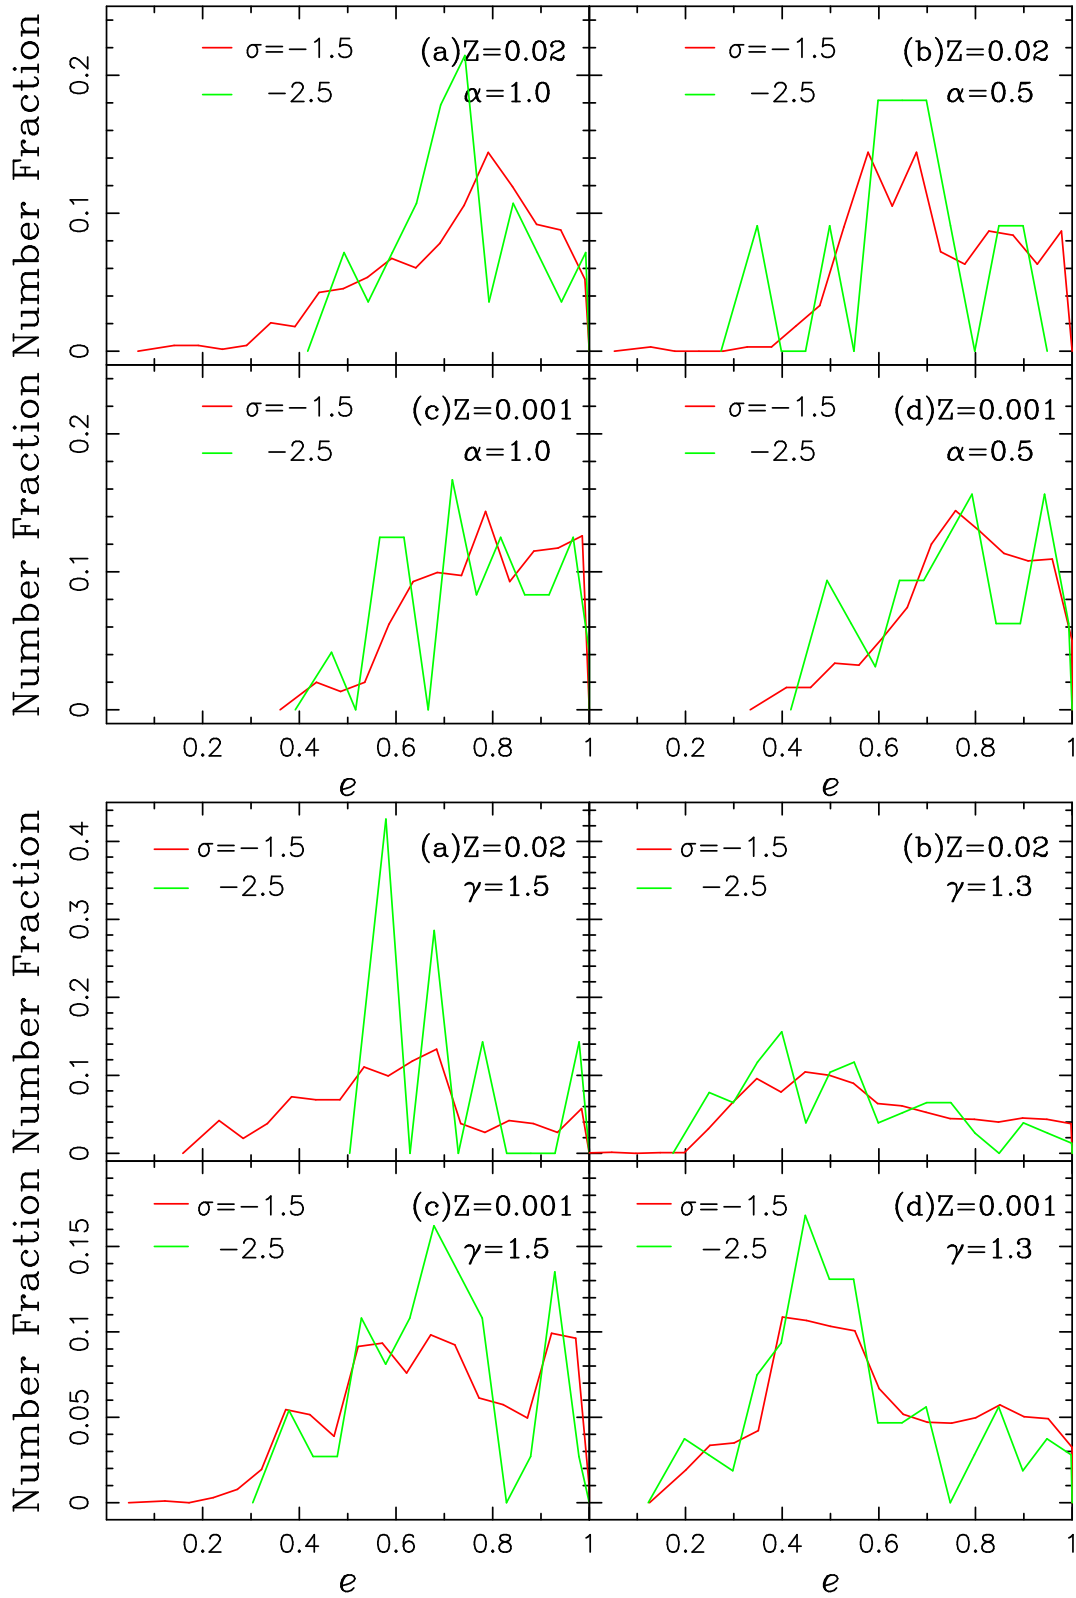 σ=−1.5 (a)Z=0.02
−2.5 α=1.0
σ=−1.5 (b)Z=0.02
−2.5 α=0.5
Number Fraction
0.2
0.1
0
σ=−1.5 (c)Z=0.001
−2.5 α=1.0
σ=−1.5 (d)Z=0.001
−2.5 α=0.5
Number Fraction
0.2
0.1
0
0.2 0.4 0.6 0.8 1
0.2 0.4 0.6 0.8 1
e
e
σ=−1.5 (a)Z=0.02
−2.5 γ=1.5
σ=−1.5 (b)Z=0.02
−2.5 γ=1.3
Number Fraction
0.4
0.3
0.2
0.1
0
σ=−1.5 (c)Z=0.001
−2.5 γ=1.5
σ=−1.5 (d)Z=0.001
−2.5 γ=1.3
Number Fraction
0.15
0.1
0.05
0
0.2 0.4 0.6 0.8 1
0.2 0.4 0.6 0.8 1
e
e